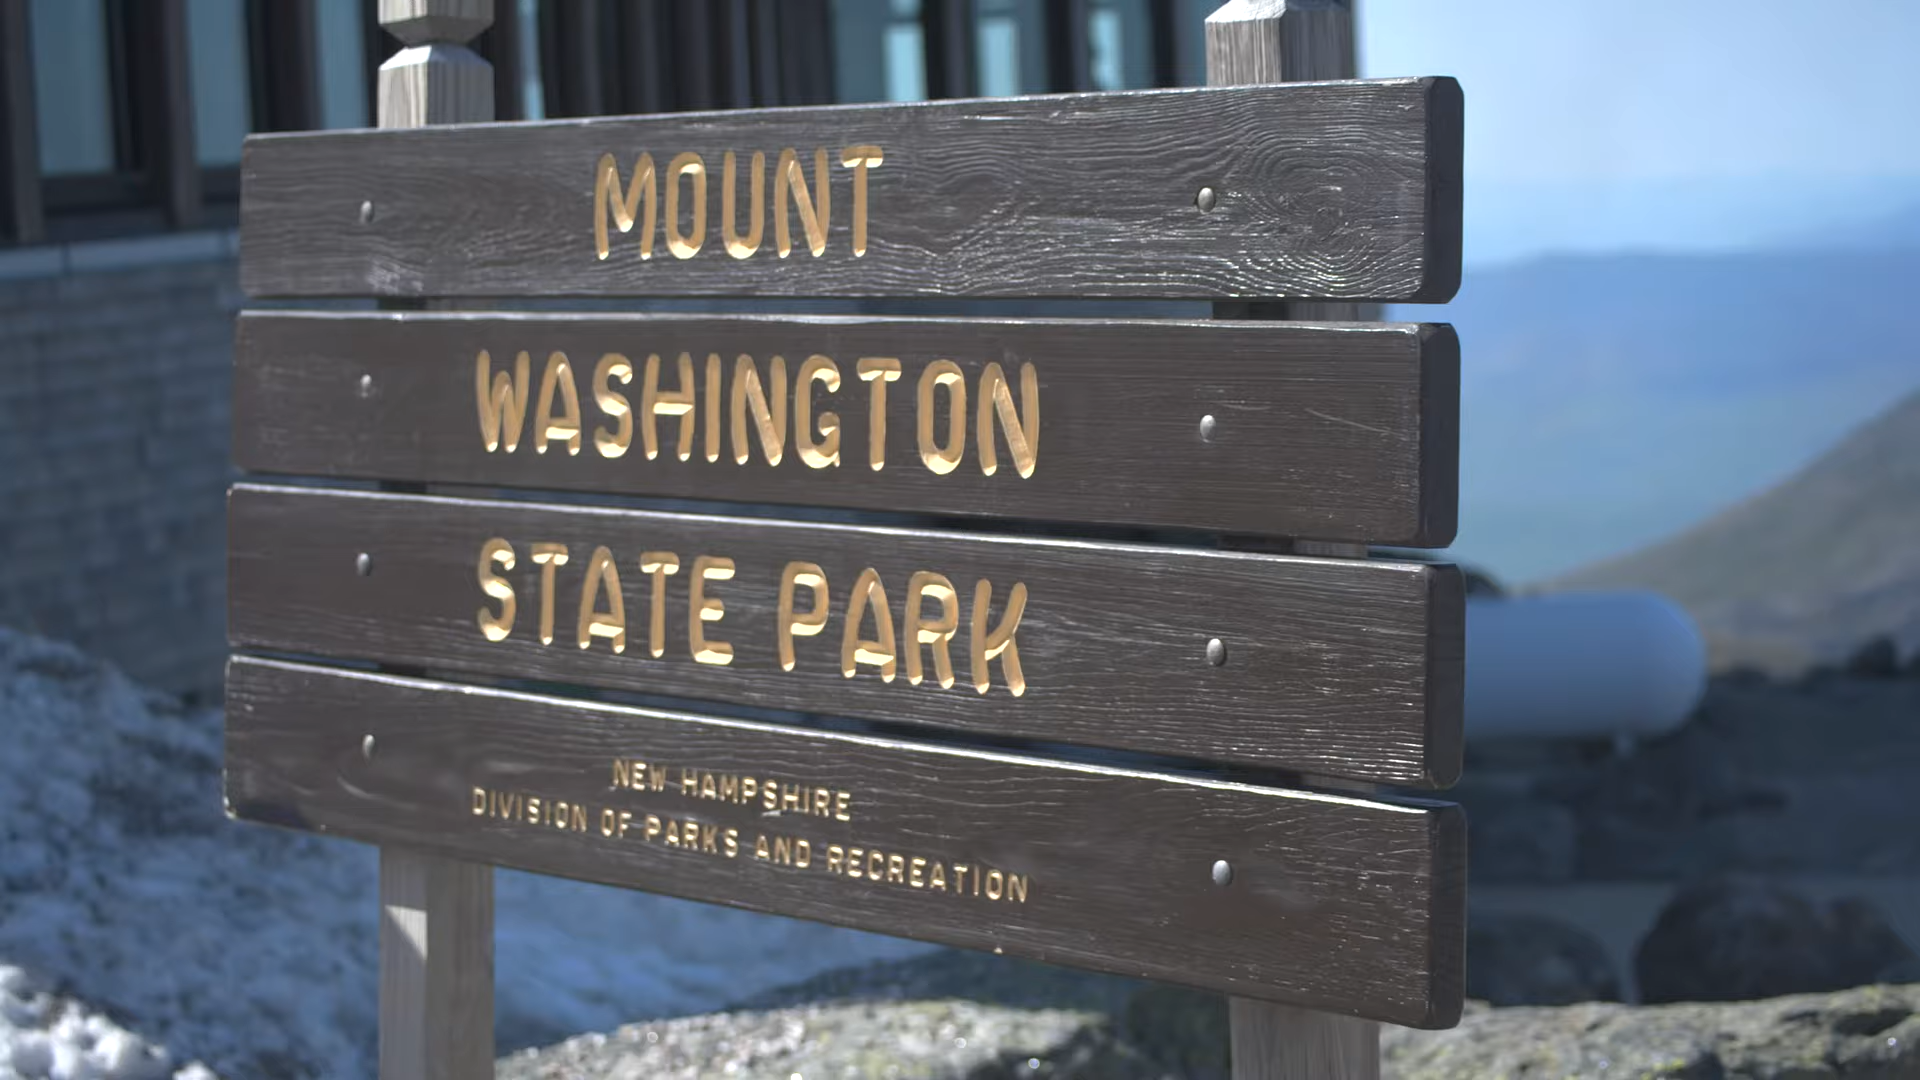 MOUNT
WASHINGTON
STATE PARK
NEW HAMPSHIRE
DIVISION OF PARKS AND RECREATION